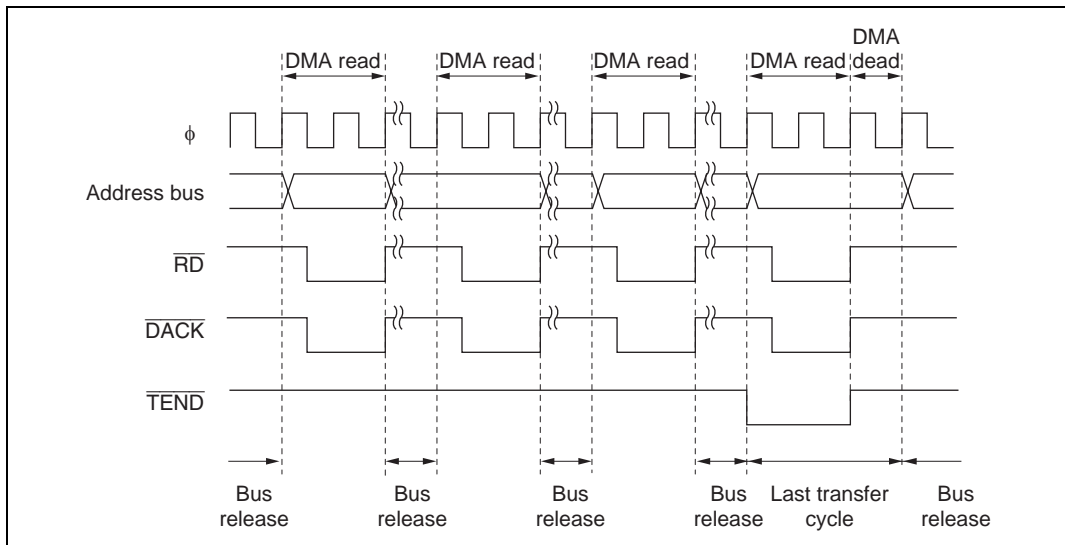 DMA
DMA read DMA read DMA read DMA read dead
φ
Address bus
RD
DACK
TEND
Bus release Bus release Bus release Bus release Last transfer cycle Bus release